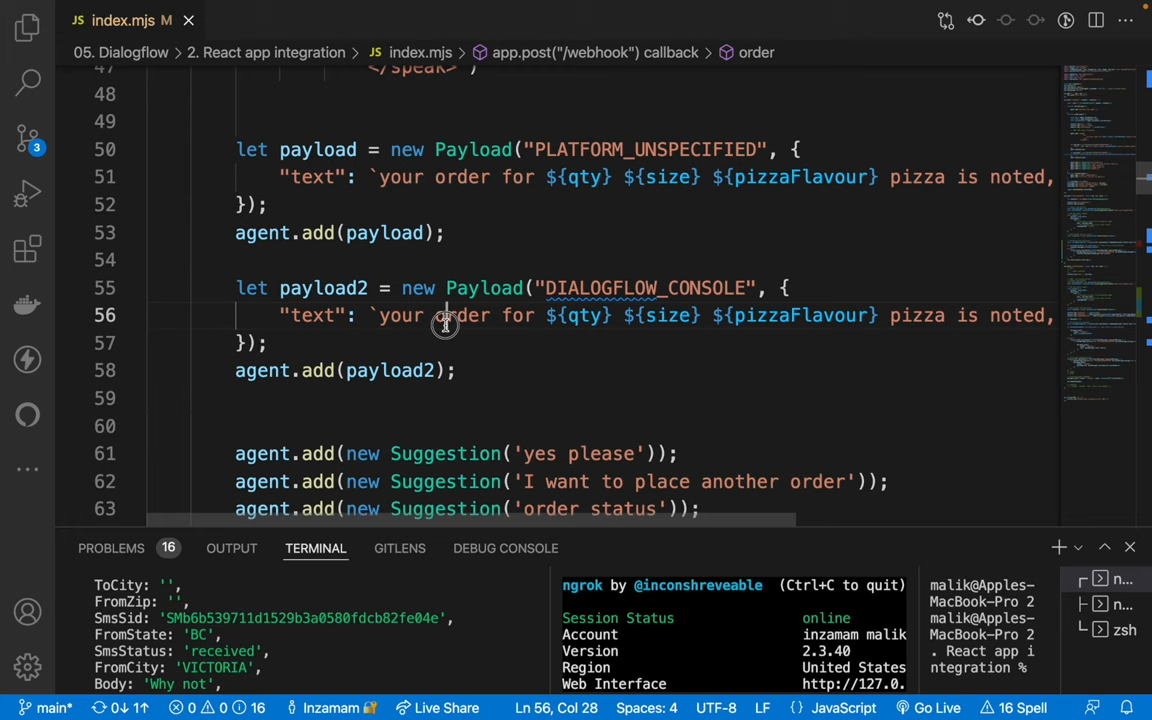 index.mjs M
05. Dialogflow > 2. React app integration > JS index.mjs > app.post("/webhook") callback > order
47 </speak>`)
48
49
50 let payload = new Payload("PLATFORM_UNSPECIFIED", {
51 "text": `your order for ${qty} ${size} ${pizzaFlavour} pizza is noted,
52 });
53 agent.add(payload);
54
55 let payload2 = new Payload("DIALOGFLOW_CONSOLE", {
56 "text": `your order for ${qty} ${size} ${pizzaFlavour} pizza is noted,
57 });
58 agent.add(payload2);
59
60
61 agent.add(new Suggestion('yes please'));
62 agent.add(new Suggestion('I want to place another order'));
63 agent.add(new Suggestion('order status'));
3
PROBLEMS 16 OUTPUT TERMINAL GITLENS DEBUG CONSOLE
ToCity: '',
FromZip: '',
SmsSid: 'SMb6b539711d1529b3a0580fdcb82fe04e',
FromState: 'BC',
SmsStatus: 'received',
FromCity: 'VICTORIA',
Body: 'Why not',
ngrok by @inconshreveable (Ctrl+C to quit)
Session Status online
Account inzamam malik
Version 2.3.40
Region United States
Web Interface http://127.0.
malik@Apples-
MacBook-Pro 2
malik@Apples-
MacBook-Pro 2
. React app i
ntegration %
n...
n...
zsh
main* 0↓ 1↑ 0 0 16 Inzamam Live Share Ln 56, Col 28 Spaces: 4 UTF-8 LF {} JavaScript Go Live 16 Spell